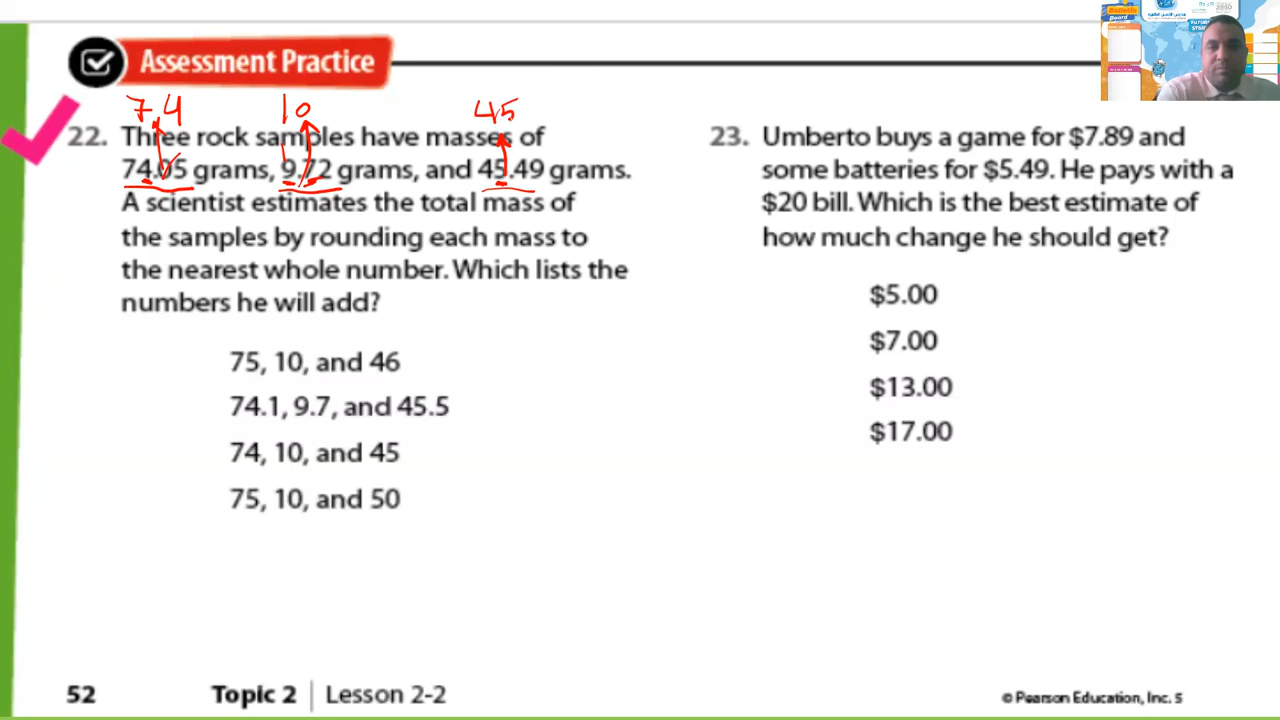 Bulletin
Board
Assessment Practice
7,4
10
45
22. Three rock samples have masses of
74.05 grams, 9.72 grams, and 45.49 grams.
A scientist estimates the total mass of
the samples by rounding each mass to
the nearest whole number. Which lists the
numbers he will add?
75, 10, and 46
74.1, 9.7, and 45.5
74, 10, and 45
75, 10, and 50
23. Umberto buys a game for $7.89 and
some batteries for $5.49. He pays with a
$20 bill. Which is the best estimate of
how much change he should get?
$5.00
$7.00
$13.00
$17.00
52 Topic 2 Lesson 2-2
© Pearson Education, Inc. 5